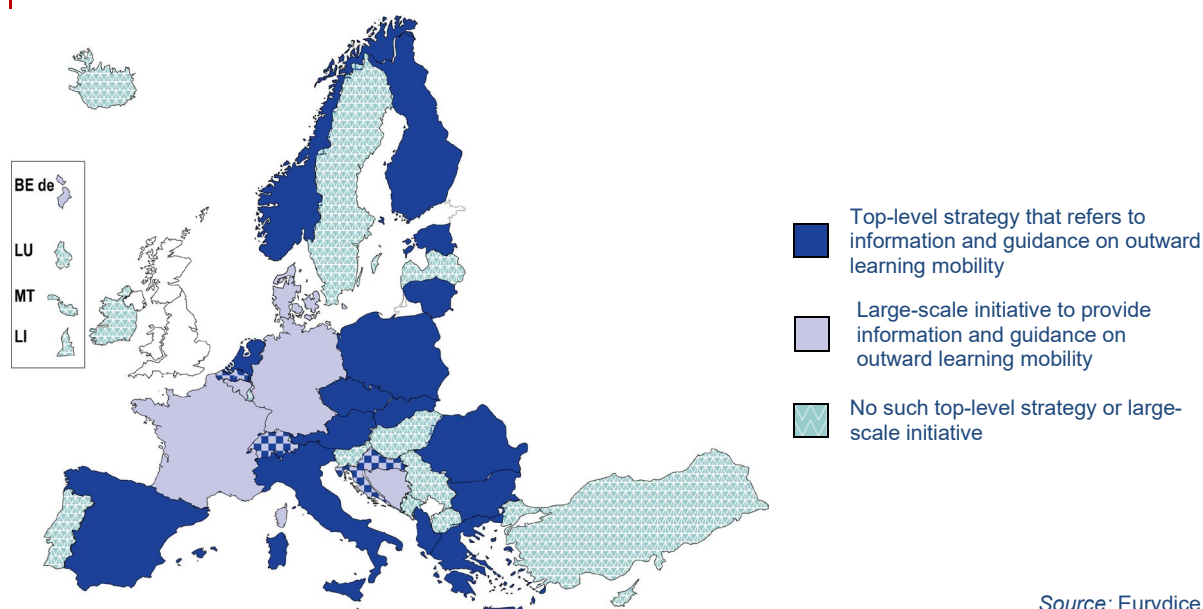 BE de
LU
MT
LI
Top-level strategy that refers to
information and guidance on outward
learning mobility
Large-scale initiative to provide
information and guidance on
outward learning mobility
No such top-level strategy or large-
scale initiative
Source: Eurydice